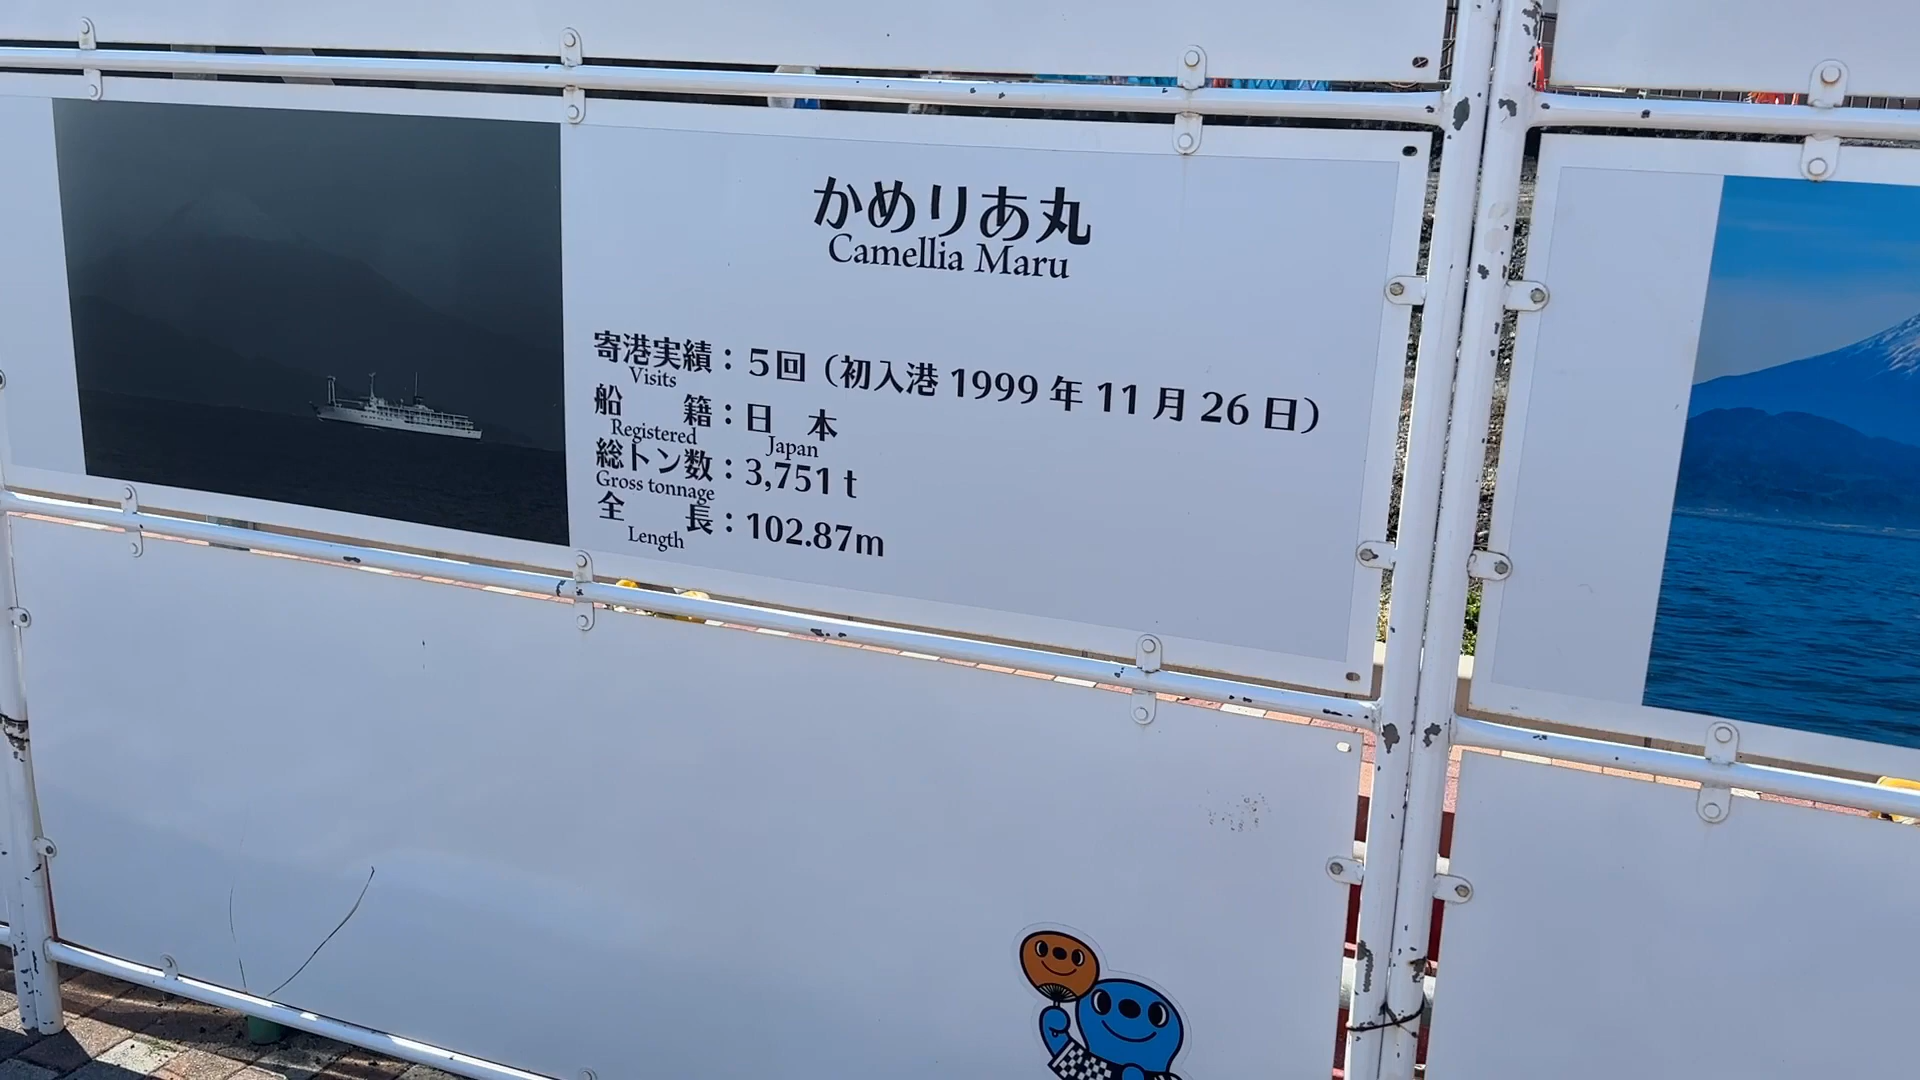 かめりあ丸
Camellia Maru
寄港実績：5回（初入港 1999 年 11 月 26 日）
Visits
船　籍：日　本
Registered Japan
総トン数：3,751 t
Gross tonnage
全　長：102.87m
Length